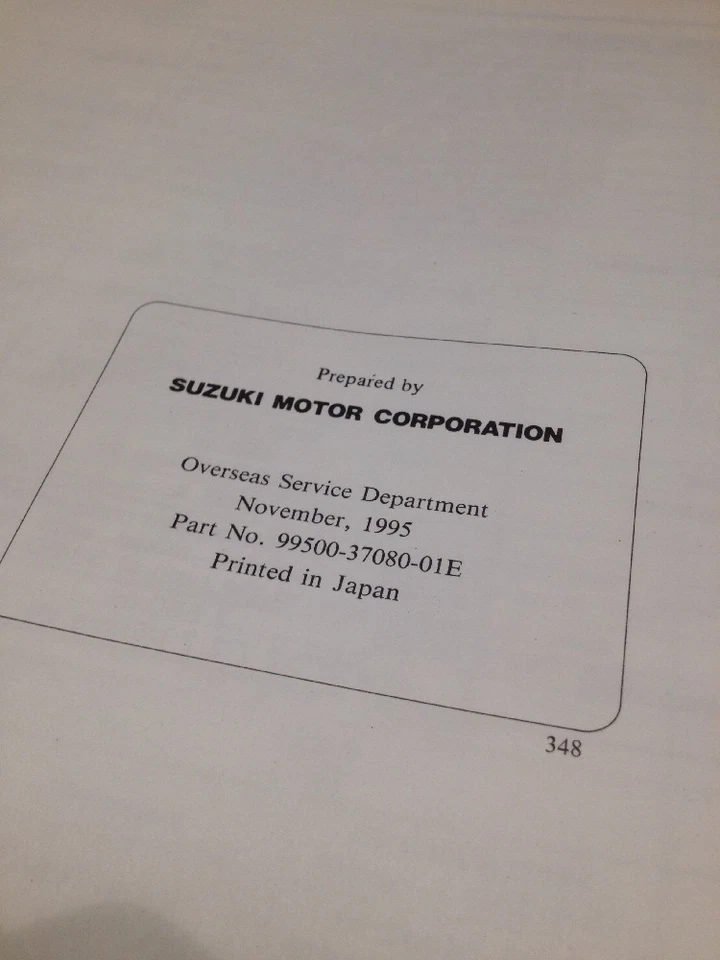 Prepared by
SUZUKI MOTOR CORPORATION
Overseas Service Department
November, 1995
Part No. 99500-37080-01E
Printed in Japan
348